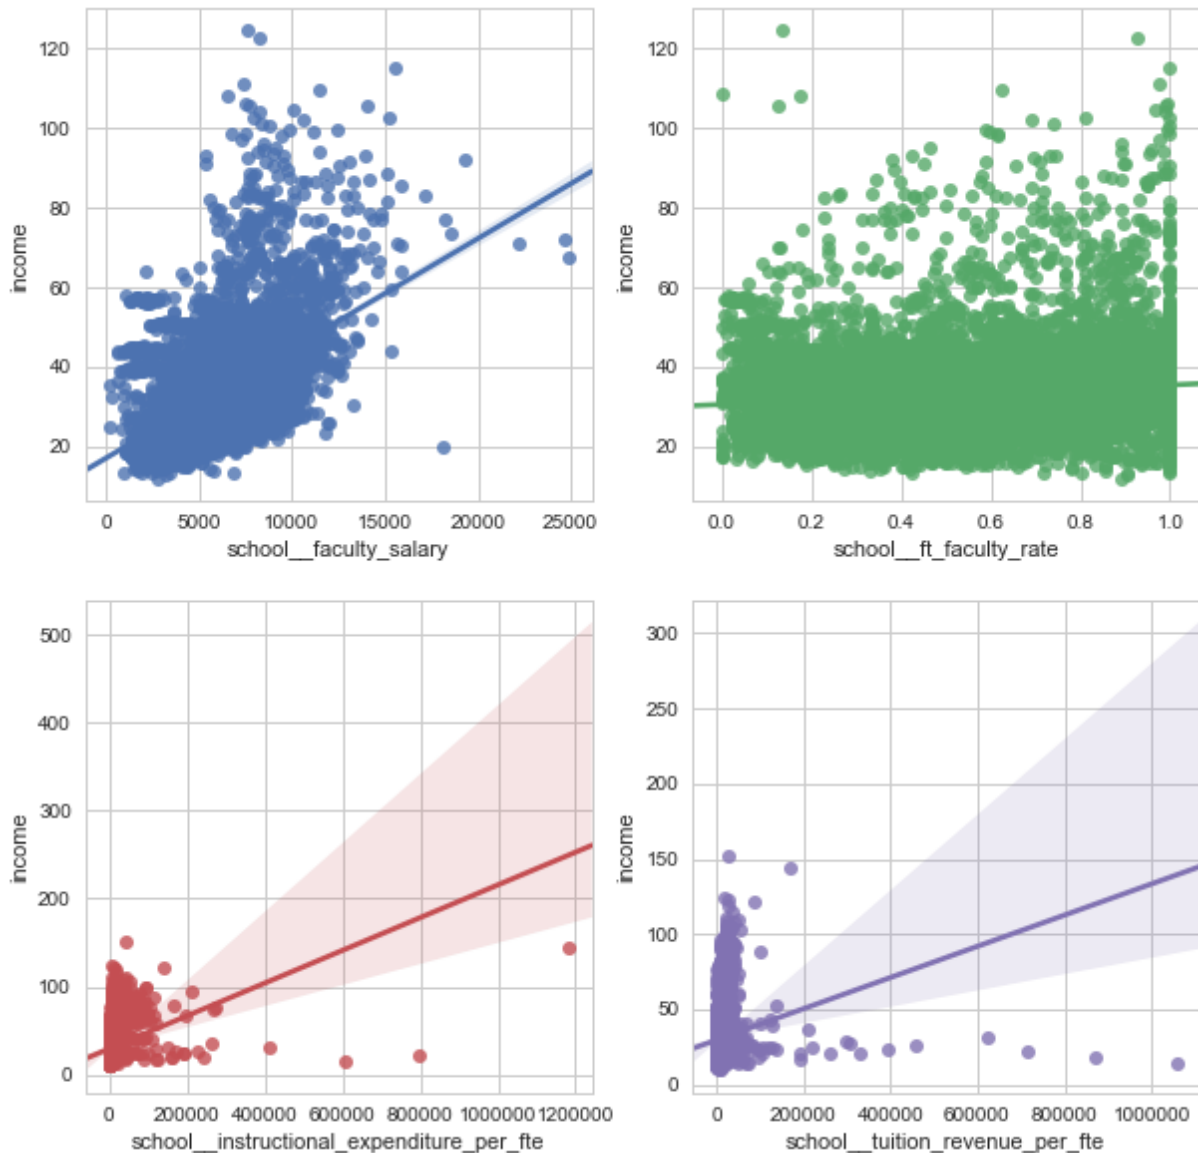 120
100
80
60
40
20
income
0 5000 10000 15000 20000 25000
school__faculty_salary
120
100
80
60
40
20
income
0.0 0.2 0.4 0.6 0.8 1.0
school__ft_faculty_rate
500
400
300
200
100
0
income
0 200000 400000 600000 800000 1000000 1200000
school__instructional_expenditure_per_fte
300
250
200
150
100
50
0
income
0 200000 400000 600000 800000 1000000
school__tuition_revenue_per_fte